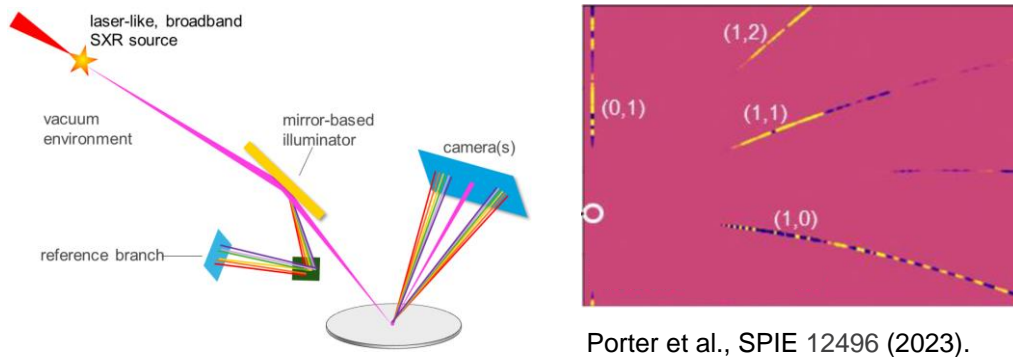 laser-like, broadband
SXR source
vacuum
environment
mirror-based
illuminator
camera(s)
reference branch
(1,2)
(0,1)
(1,1)
(1,0)
Porter et al., SPIE 12496 (2023).